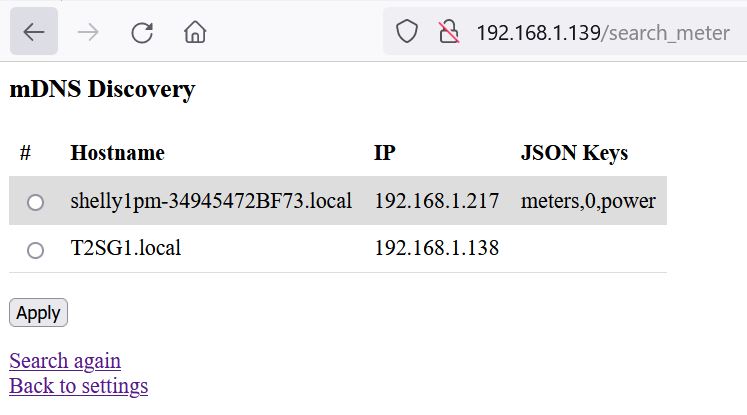 192.168.1.139/search_meter
mDNS Discovery
# Hostname IP JSON Keys
shelly1pm-34945472BF73.local 192.168.1.217 meters,0,power
T2SG1.local 192.168.1.138
Apply
Search again
Back to settings